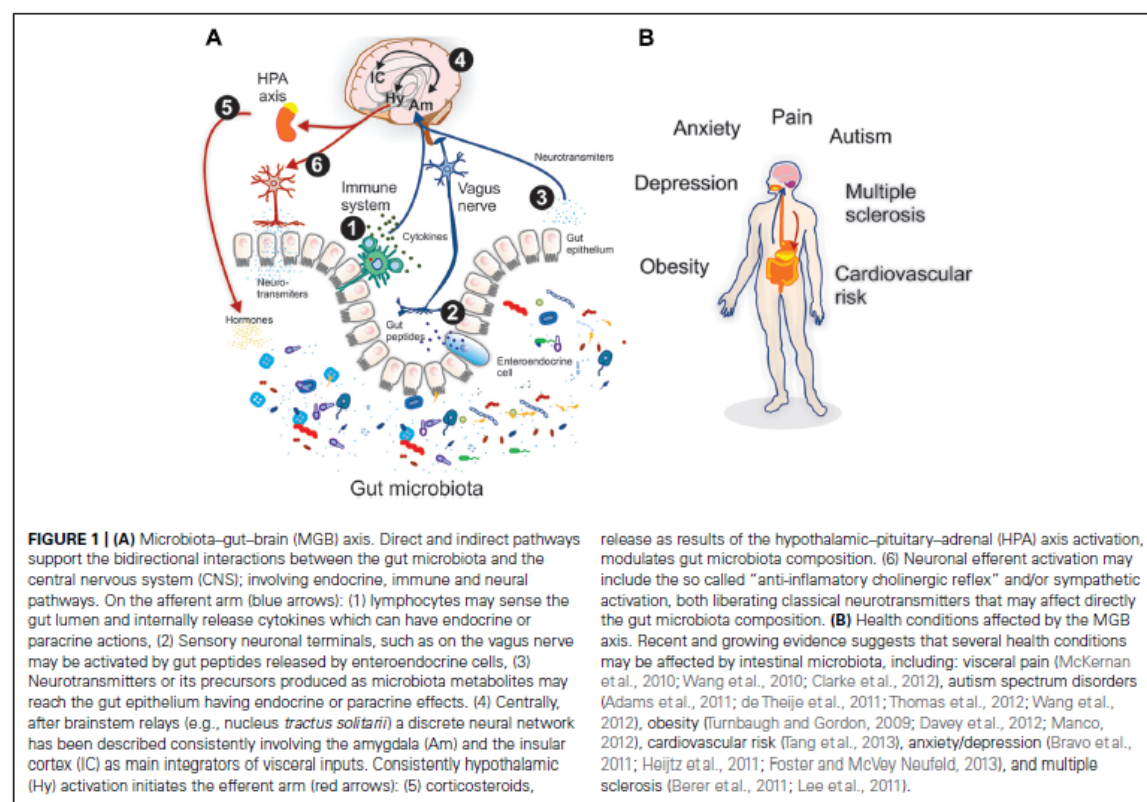 A
B
HPA
axis
5
4
IC
Hy
Am
6
Immune
system
1
Cytokines
Vagus
nerve
Neurotransmiters
3
Gut
epithelium
Neuro-
transmiters
Hormones
Gut
peptides
2
Enteroendocrine
cell
Gut microbiota
Anxiety
Pain
Autism
Depression
Multiple
sclerosis
Obesity
Cardiovascular
risk
FIGURE 1 | (A) Microbiota–gut–brain (MGB) axis. Direct and indirect pathways
support the bidirectional interactions between the gut microbiota and the
central nervous system (CNS); involving endocrine, immune and neural
pathways. On the afferent arm (blue arrows): (1) lymphocytes may sense the
gut lumen and internally release cytokines which can have endocrine or
paracrine actions, (2) Sensory neuronal terminals, such as on the vagus nerve
may be activated by gut peptides released by enteroendocrine cells, (3)
Neurotransmitters or its precursors produced as microbiota metabolites may
reach the gut epithelium having endocrine or paracrine effects. (4) Centrally,
after brainstem relays (e.g., nucleus tractus solitarii) a discrete neural network
has been described consistently involving the amygdala (Am) and the insular
cortex (IC) as main integrators of visceral inputs. Consistently hypothalamic
(Hy) activation initiates the efferent arm (red arrows): (5) corticosteroids,
release as results of the hypothalamic–pituitary–adrenal (HPA) axis activation,
modulates gut microbiota composition. (6) Neuronal efferent activation may
include the so called "anti-inflamatory cholinergic reflex" and/or sympathetic
activation, both liberating classical neurotransmitters that may affect directly
the gut microbiota composition. (B) Health conditions affected by the MGB
axis. Recent and growing evidence suggests that several health conditions
may be affected by intestinal microbiota, including: visceral pain (McKernan
et al., 2010; Wang et al., 2010; Clarke et al., 2012), autism spectrum disorders
(Adams et al., 2011; de Theije et al., 2011; Thomas et al., 2012; Wang et al.,
2012), obesity (Turnbaugh and Gordon, 2009; Davey et al., 2012; Manco,
2012), cardiovascular risk (Tang et al., 2013), anxiety/depression (Bravo et al.,
2011; Heijtz et al., 2011; Foster and McVey Neufeld, 2013), and multiple
sclerosis (Berer et al., 2011; Lee et al., 2011).